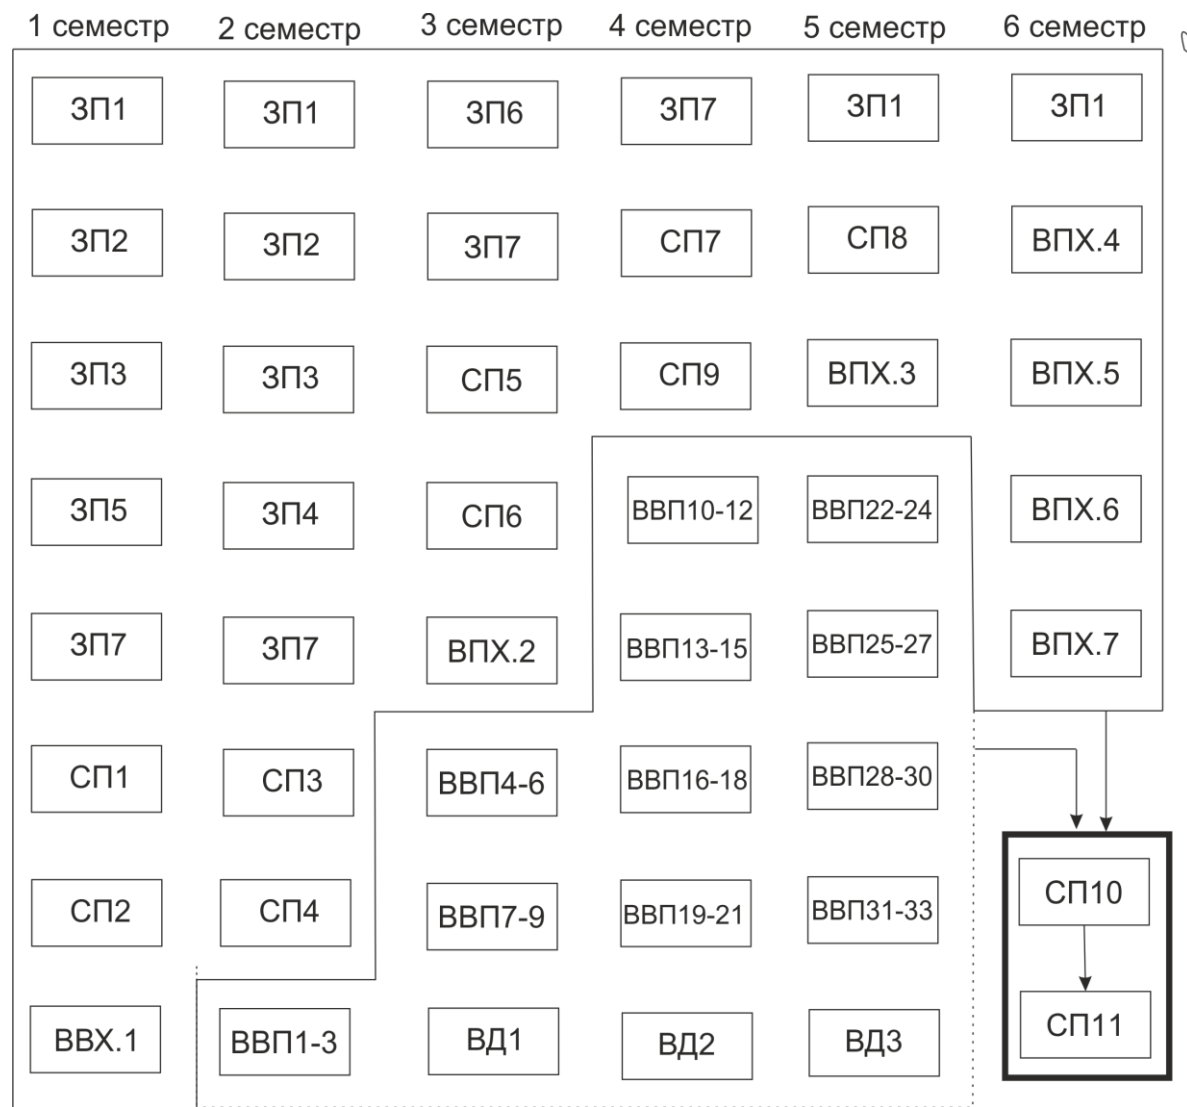 1 семестр 2 семестр 3 семестр 4 семестр 5 семестр 6 семестр
ЗП1 ЗП1 ЗП6 ЗП7 ЗП1 ЗП1
ЗП2 ЗП2 ЗП7 СП7 СП8 ВПХ.4
ЗП3 ЗП3 СП5 СП9 ВПХ.3 ВПХ.5
ЗП5 ЗП4 СП6 ВВП10-12 ВВП22-24 ВПХ.6
ЗП7 ЗП7 ВПХ.2 ВВП13-15 ВВП25-27 ВПХ.7
СП1 СП3 ВВП4-6 ВВП16-18 ВВП28-30
СП2 СП4 ВВП7-9 ВВП19-21 ВВП31-33 СП10
ВВХ.1 ВВП1-3 ВД1 ВД2 ВД3 СП11